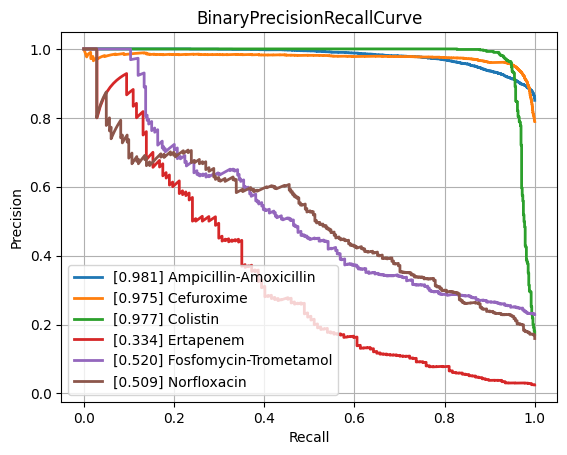 BinaryPrecisionRecallCurve
Precision
1.0
0.8
0.6
0.4
0.2
0.0
[0.981] Ampicillin-Amoxicillin
[0.975] Cefuroxime
[0.977] Colistin
[0.334] Ertapenem
[0.520] Fosfomycin-Trometamol
[0.509] Norfloxacin
0.0 0.2 0.4 0.6 0.8 1.0
Recall